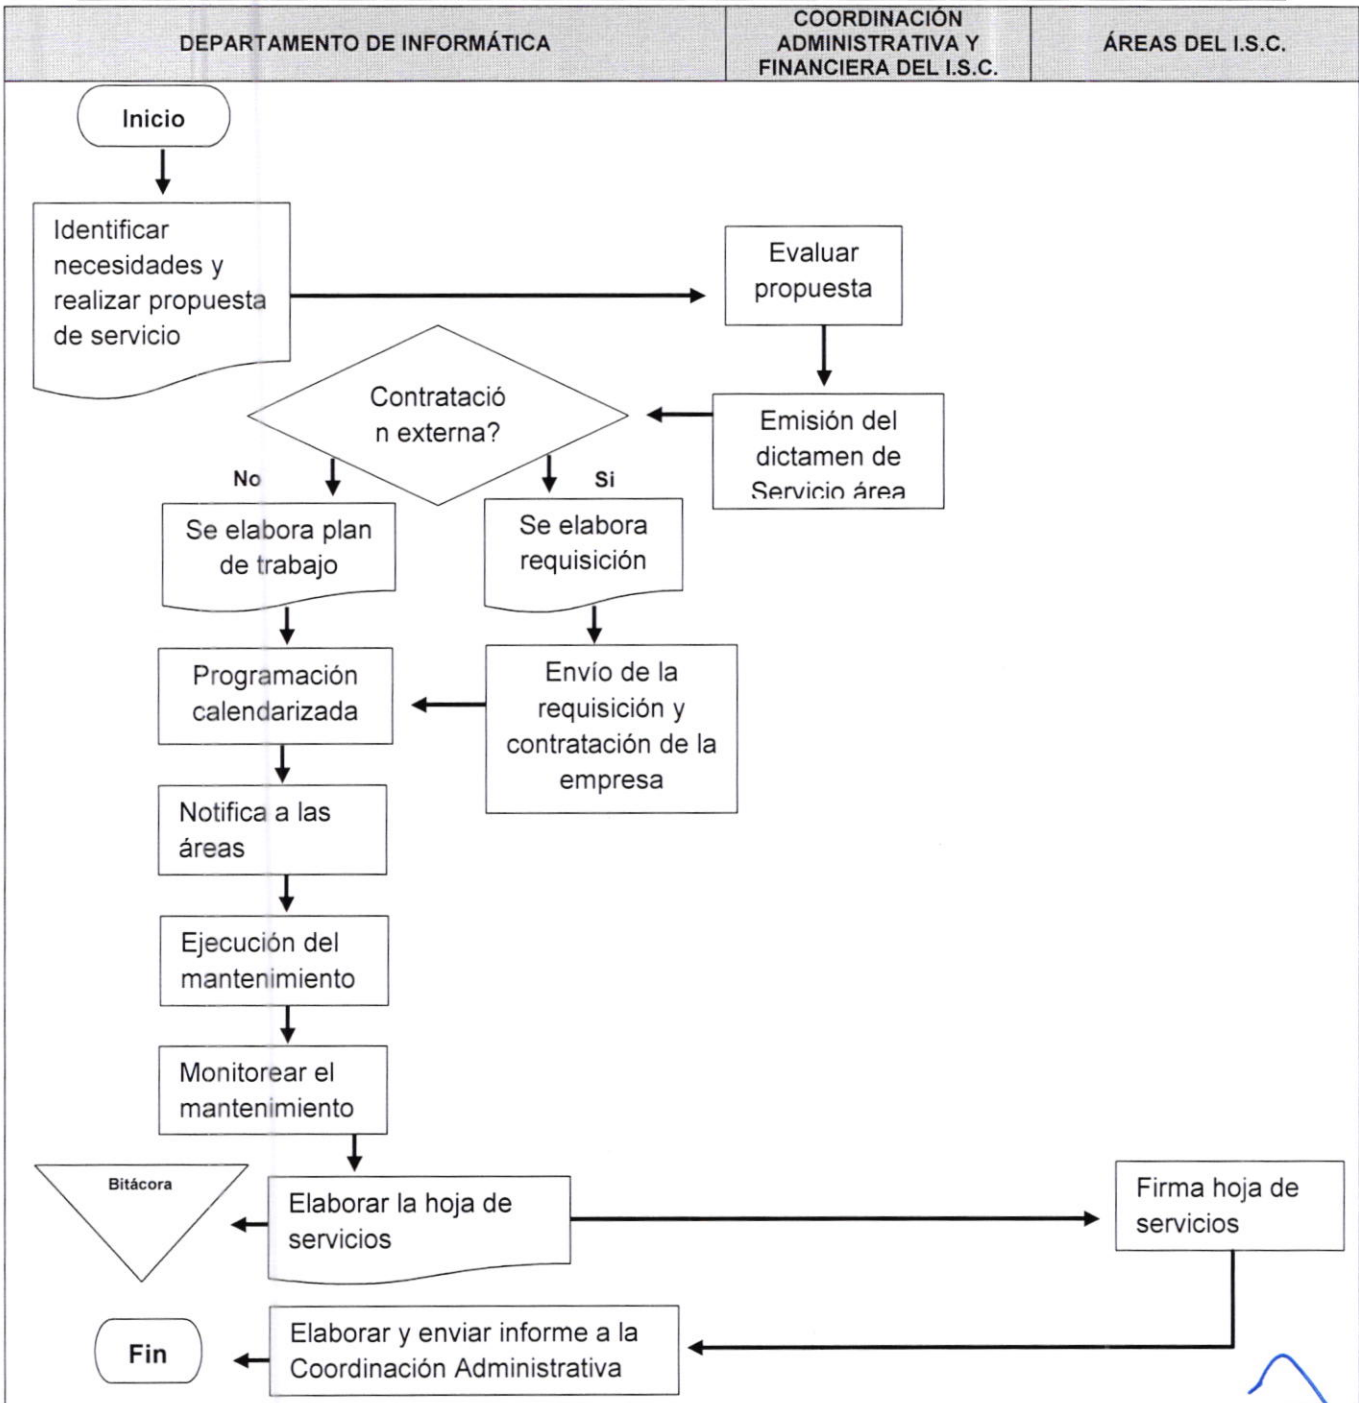 DEPARTAMENTO DE INFORMÁTICA
COORDINACIÓN
ADMINISTRATIVA Y
FINANCIERA DEL I.S.C.
ÁREAS DEL I.S.C.
Inicio
Identificar
necesidades y
realizar propuesta
de servicio
Evaluar
propuesta
Emisión del
dictamen de
Servicio área
Contratació
n externa?
No
Si
Se elabora plan
de trabajo
Se elabora
requisición
Programación
calendarizada
Envío de la
requisición y
contratación de la
empresa
Notifica a las
áreas
Ejecución del
mantenimiento
Monitorear el
mantenimiento
Bitácora
Elaborar la hoja de
servicios
Firma hoja de
servicios
Elaborar y enviar informe a la
Coordinación Administrativa
Fin